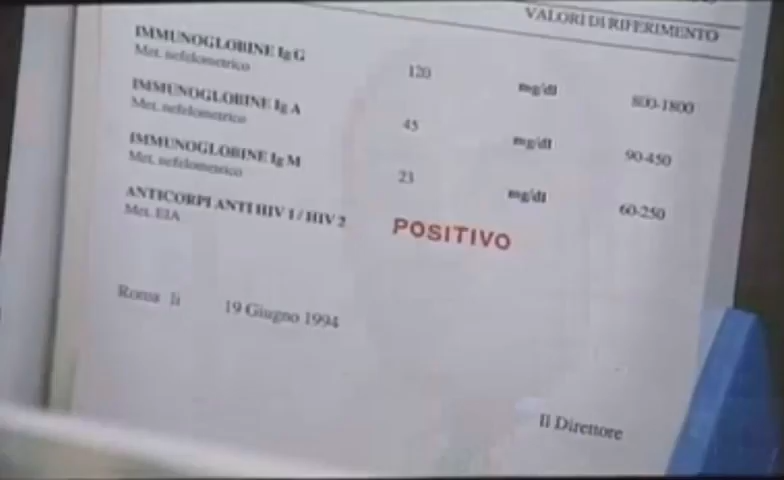 VALORI DI RIFERIMENTO
IMMUNOGLOBINE Ig G 120 mg/dl 800-1800
Met. nefelometrico
IMMUNOGLOBINE Ig A 45 mg/dl 90-450
Met. nefelometrico
IMMUNOGLOBINE Ig M 23 mg/dl 60-250
Met. nefelometrico
ANTICORPI ANTI HIV 1 / HIV 2 POSITIVO
Met. EIA
Roma li 19 Giugno 1994
Il Direttore